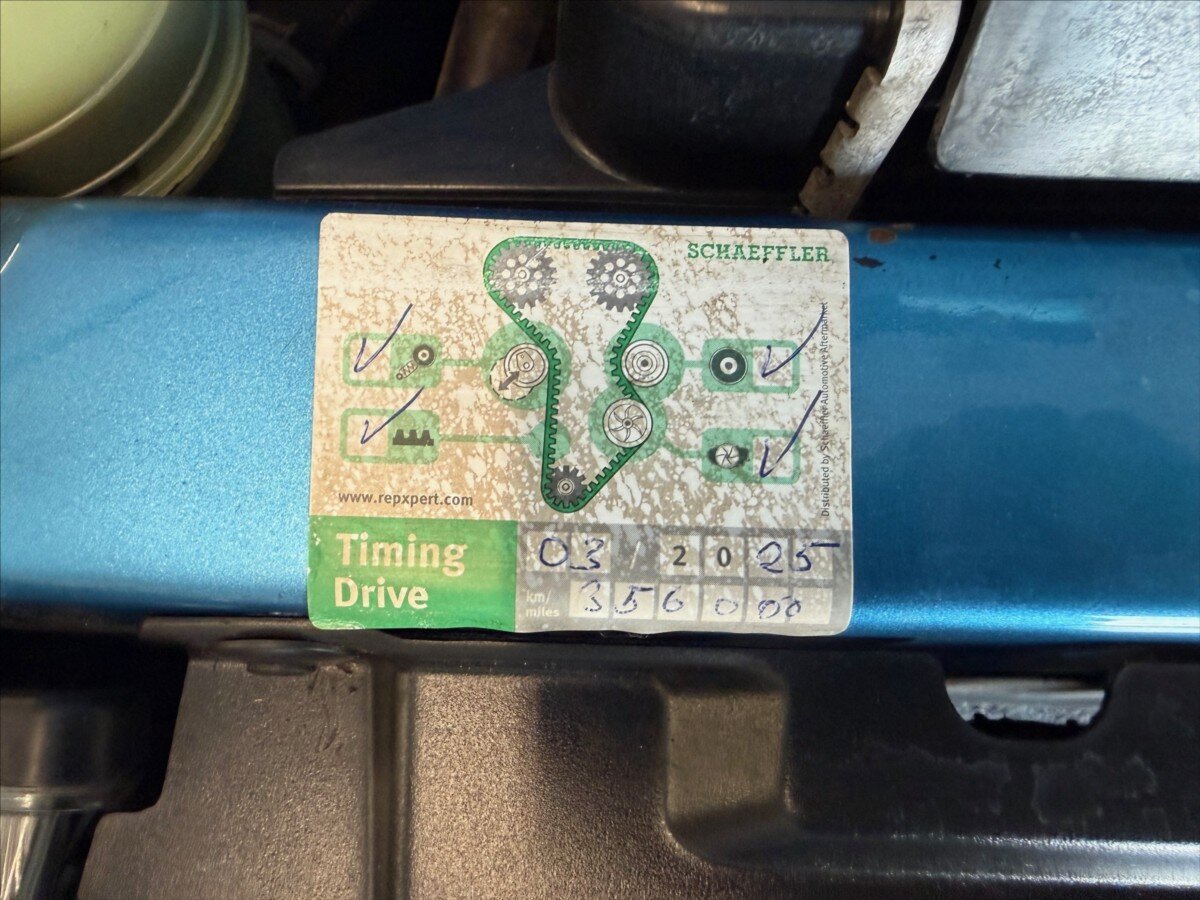 SCHAEFFLER
Distributed by Schaeffler Automotive Aftermarket
www.repxpert.com
Timing
Drive
03 / 2025
km/
miles
356000